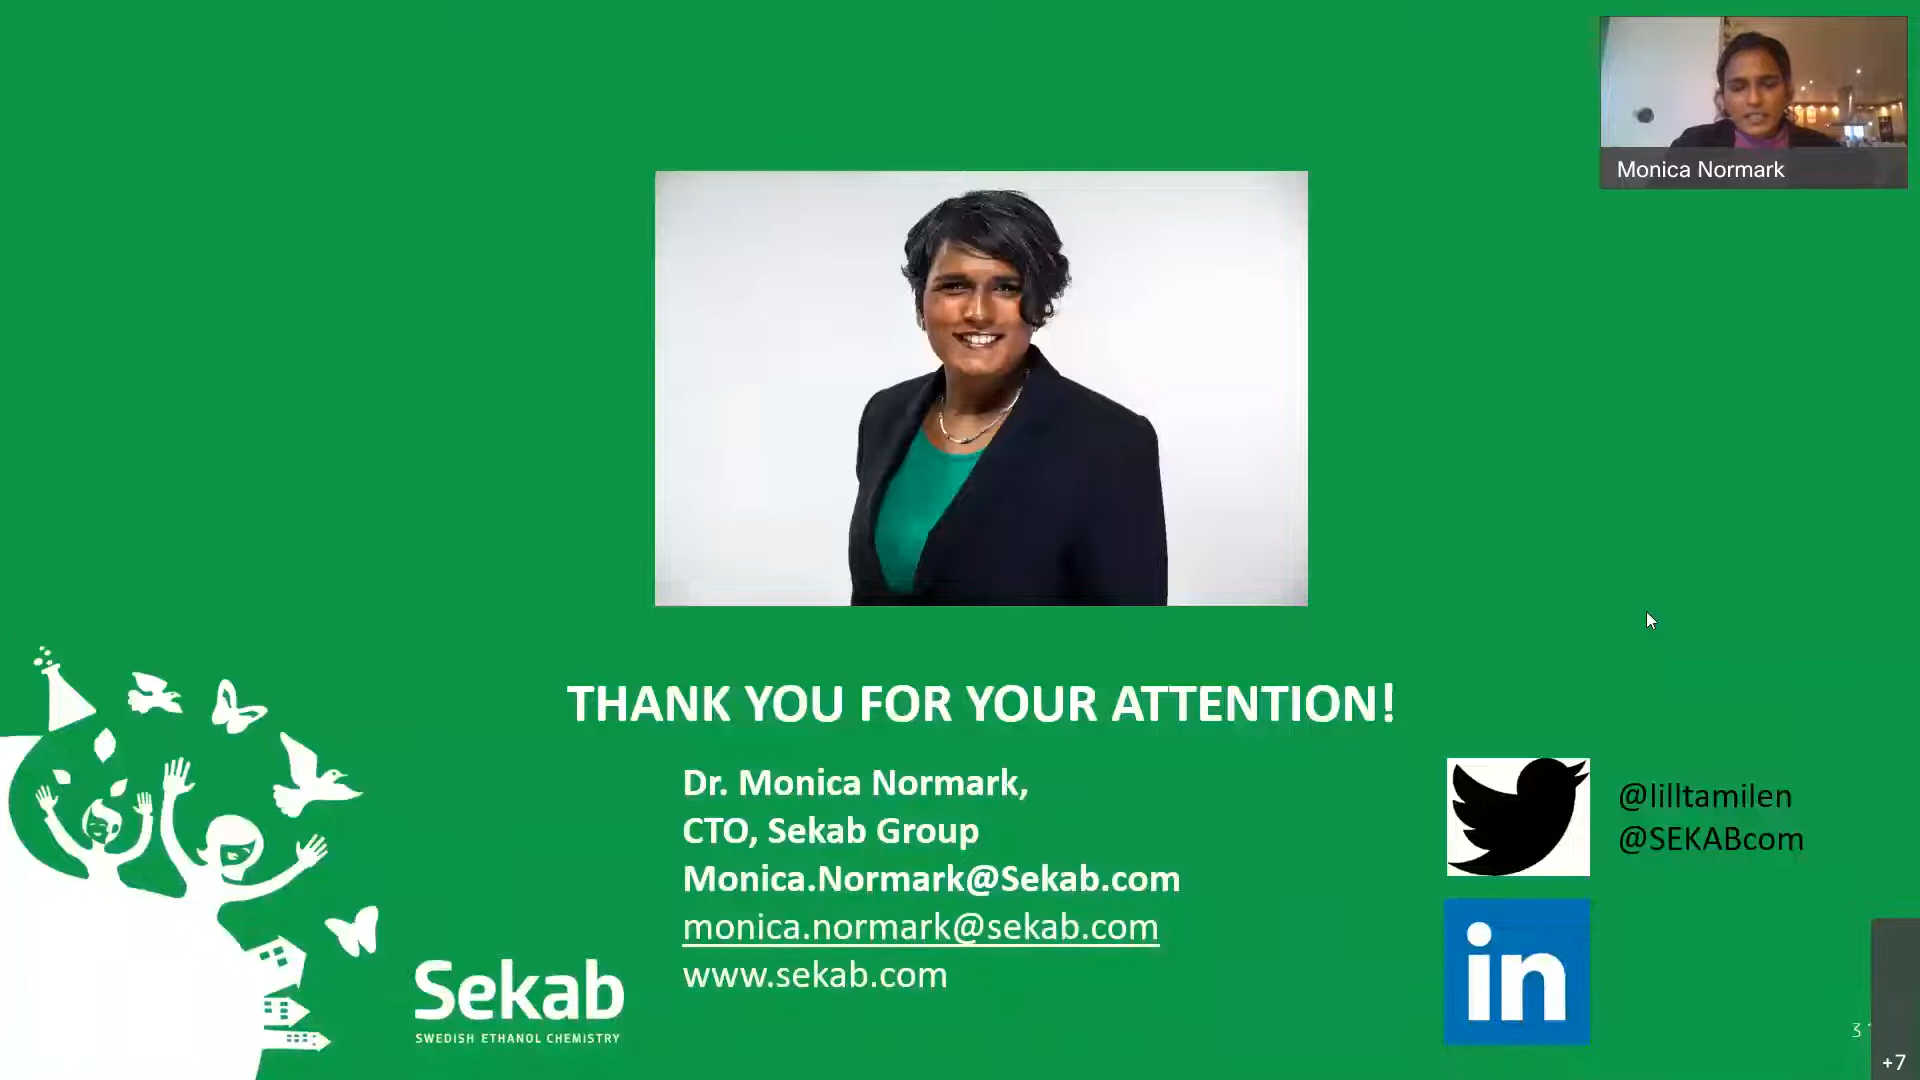 Monica Normark
THANK YOU FOR YOUR ATTENTION!
Dr. Monica Normark,
CTO, Sekab Group
Monica.Normark@Sekab.com
monica.normark@sekab.com
www.sekab.com
@lilltamilen
@SEKABcom
in
Sekab
SWEDISH ETHANOL CHEMISTRY
+7